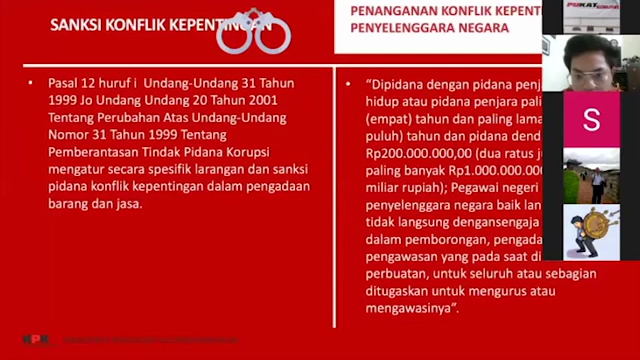 SANKSI KONFLIK KEPENTINGAN
• Pasal 12 huruf i Undang-Undang 31 Tahun
1999 Jo Undang Undang 20 Tahun 2001
Tentang Perubahan Atas Undang-Undang
Nomor 31 Tahun 1999 Tentang
Pemberantasan Tindak Pidana Korupsi
mengatur secara spesifik larangan dan sanksi
pidana konflik kepentingan dalam pengadaan
barang dan jasa.
PENANGANAN KONFLIK KEPENTI
PENYELENGGARA NEGARA
• “Dipidana dengan pidana penj
hidup atau pidana penjara pali
(empat) tahun dan paling lama
puluh) tahun dan pidana dend
Rp200.000.000,00 (dua ratus j
paling banyak Rp1.000.000.00
miliar rupiah); Pegawai negeri
penyelenggara negara baik lan
tidak langsung dengansengaja
dalam pemborongan, pengada
pengawasan yang pada saat di
perbuatan, untuk seluruh atau sebagian
ditugaskan untuk mengurus atau
mengawasinya”.
KPK
PUKAT
S